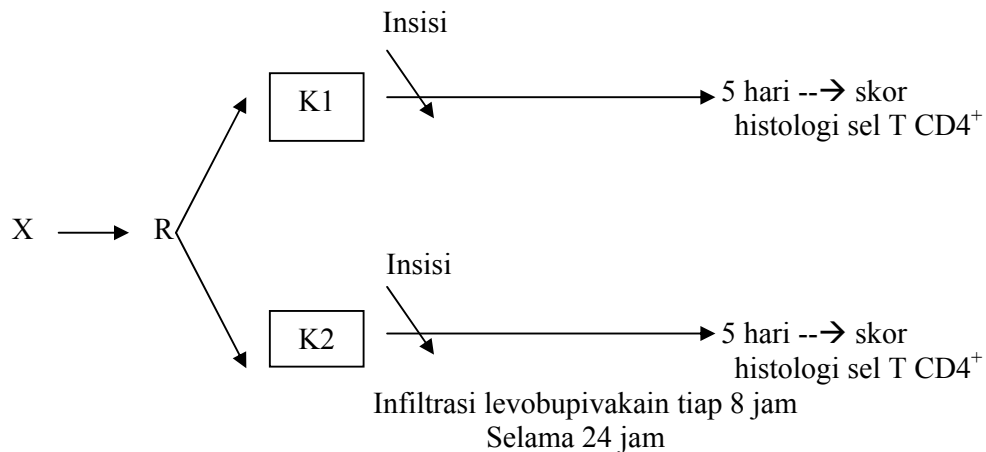 Insisi
K1
5 hari --→ skor
histologi sel T CD4⁺
X
R
Insisi
K2
5 hari --→ skor
histologi sel T CD4⁺
Infiltrasi levobupivakain tiap 8 jam
Selama 24 jam